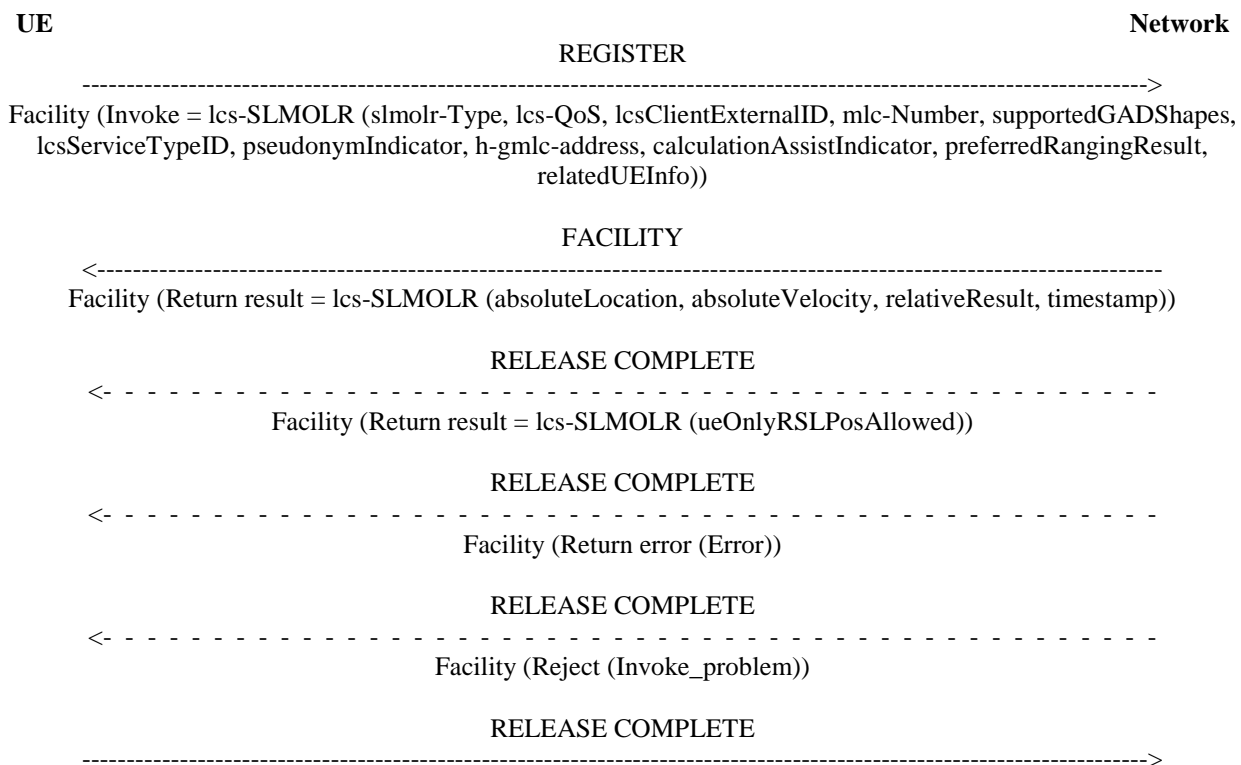 UE Network
REGISTER
------------------------------------------------------------------------------------------------------------------------>
Facility (Invoke = lcs-SLMOLR (slmolr-Type, lcs-QoS, lcsClientExternalID, mlc-Number, supportedGADShapes,
lcsServiceTypeID, pseudonymIndicator, h-gmlc-address, calculationAssistIndicator, preferredRangingResult,
relatedUEInfo))
FACILITY
<------------------------------------------------------------------------------------------------------------------------
Facility (Return result = lcs-SLMOLR (absoluteLocation, absoluteVelocity, relativeResult, timestamp))
RELEASE COMPLETE
<- - - - - - - - - - - - - - - - - - - - - - - - - - - - - - - - - - - - - - - - - - - - - - - - -
Facility (Return result = lcs-SLMOLR (ueOnlyRSLPosAllowed))
RELEASE COMPLETE
<- - - - - - - - - - - - - - - - - - - - - - - - - - - - - - - - - - - - - - - - - - - - - - - - -
Facility (Return error (Error))
RELEASE COMPLETE
<- - - - - - - - - - - - - - - - - - - - - - - - - - - - - - - - - - - - - - - - - - - - - - - - -
Facility (Reject (Invoke_problem))
RELEASE COMPLETE
------------------------------------------------------------------------------------------------------------------------>